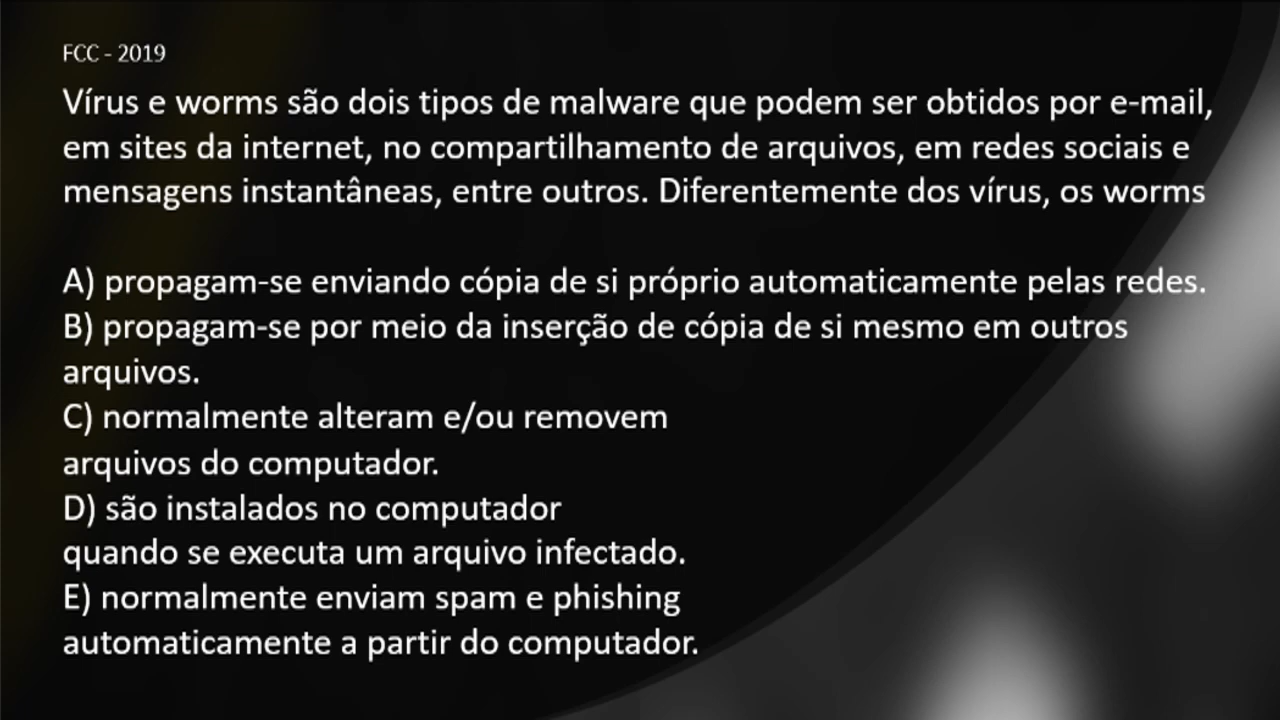 FCC - 2019
Vírus e worms são dois tipos de malware que podem ser obtidos por e-mail,
em sites da internet, no compartilhamento de arquivos, em redes sociais e
mensagens instantâneas, entre outros. Diferentemente dos vírus, os worms
A) propagam-se enviando cópia de si próprio automaticamente pelas redes.
B) propagam-se por meio da inserção de cópia de si mesmo em outros
arquivos.
C) normalmente alteram e/ou removem
arquivos do computador.
D) são instalados no computador
quando se executa um arquivo infectado.
E) normalmente enviam spam e phishing
automaticamente a partir do computador.